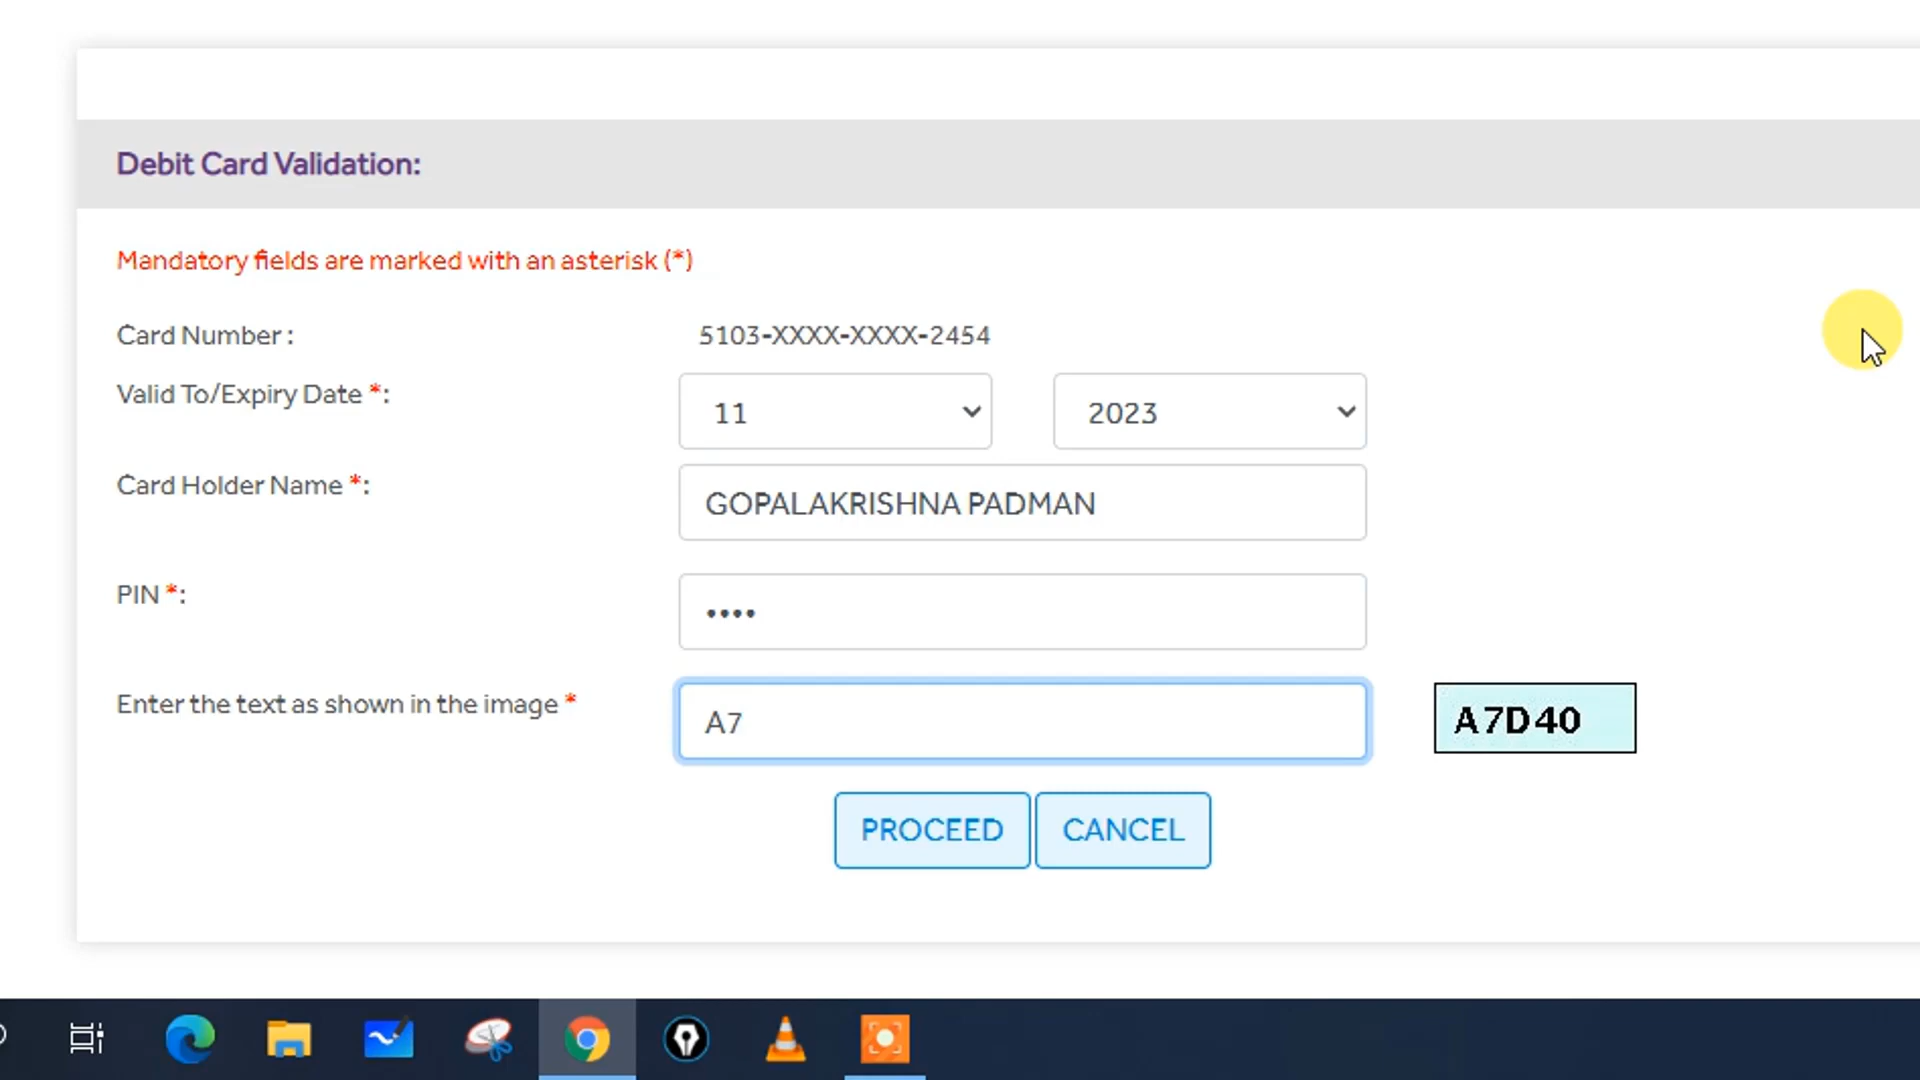 Debit Card Validation:
Mandatory fields are marked with an asterisk (*)
Card Number : 5103-XXXX-XXXX-2454
Valid To/Expiry Date *: 11 2023
Card Holder Name *: GOPALAKRISHNA PADMAN
PIN *: ••••
Enter the text as shown in the image * A7 A7D40
PROCEED CANCEL